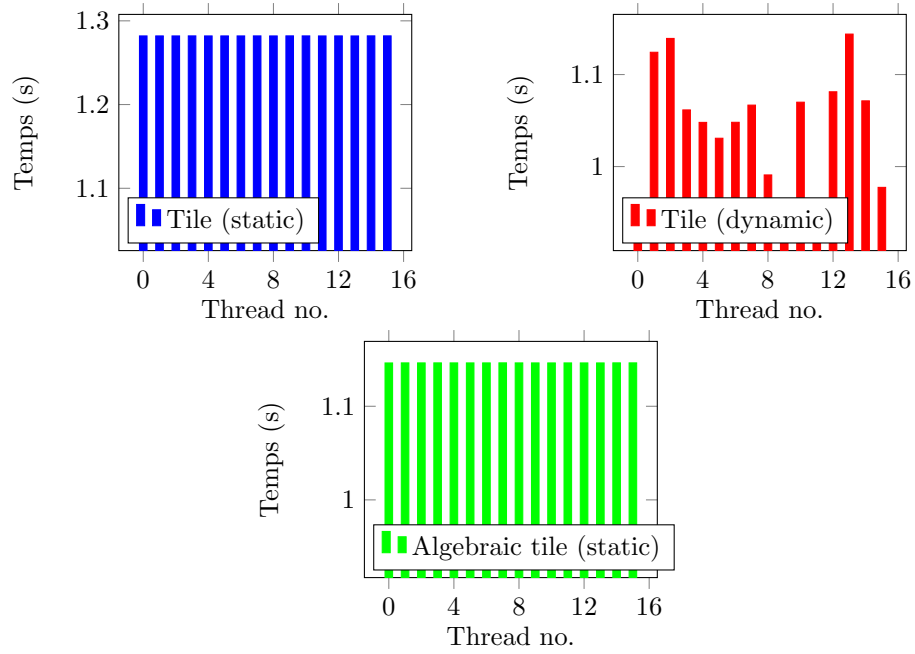 1.3
1.2
1.1
Temps (s)
Tile (static)
0 4 8 12 16
Thread no.
1.1
1
Temps (s)
Tile (dynamic)
0 4 8 12 16
Thread no.
1.1
1
Temps (s)
Algebraic tile (static)
0 4 8 12 16
Thread no.